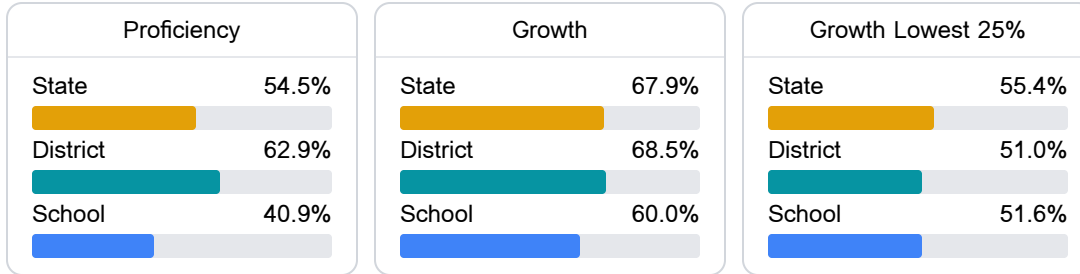 Proficiency
State 54.5%
District 62.9%
School 40.9%
Growth
State 67.9%
District 68.5%
School 60.0%
Growth Lowest 25%
State 55.4%
District 51.0%
School 51.6%